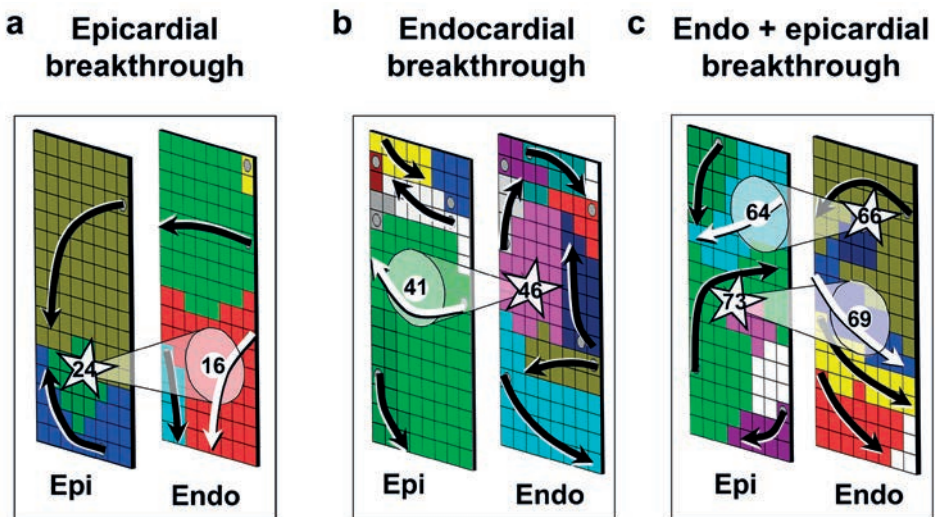 a
Epicardial
breakthrough
24
16
Epi
Endo
b
Endocardial
breakthrough
41
46
Epi
Endo
c
Endo + epicardial
breakthrough
64
66
73
69
Epi
Endo